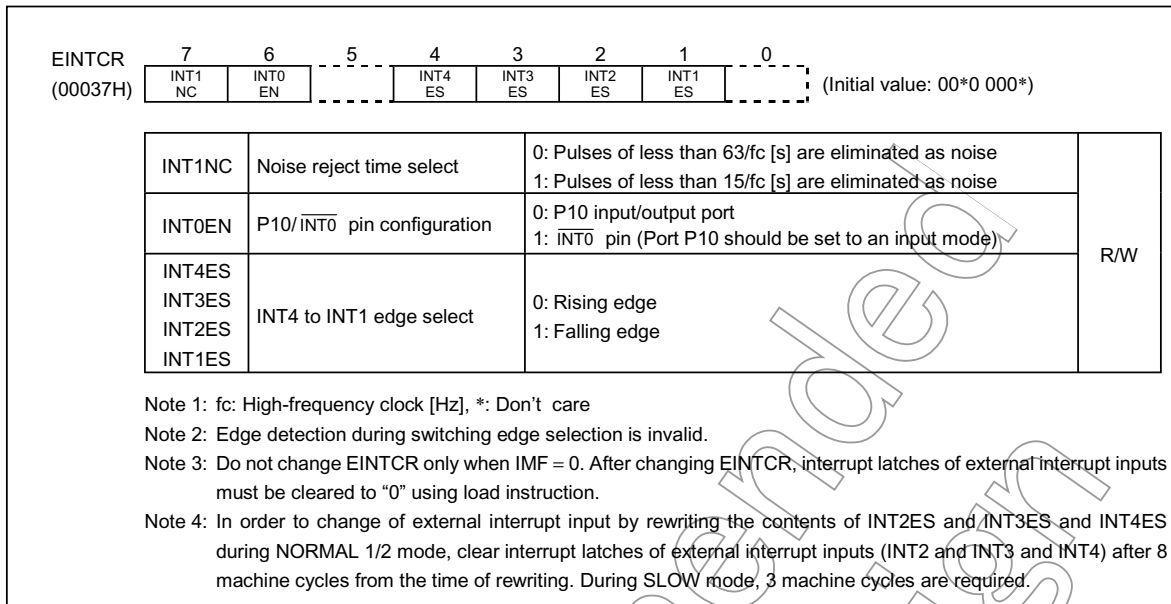 EINTCR
(00037H)
7 6 5 4 3 2 1 0
INT1 NC INT0 EN INT4 ES INT3 ES INT2 ES INT1 ES
(Initial value: 00*0 000*)
INT1NC Noise reject time select 0: Pulses of less than 63/fc [s] are eliminated as noise
1: Pulses of less than 15/fc [s] are eliminated as noise
INT0EN P10/INT0 pin configuration 0: P10 input/output port
1: INT0 pin (Port P10 should be set to an input mode)
R/W
INT4ES
INT3ES
INT2ES
INT1ES
INT4 to INT1 edge select
0: Rising edge
1: Falling edge
Note 1: fc: High-frequency clock [Hz], *: Don't care
Note 2: Edge detection during switching edge selection is invalid.
Note 3: Do not change EINTCR only when IMF = 0. After changing EINTCR, interrupt latches of external interrupt inputs
must be cleared to “0” using load instruction.
Note 4: In order to change of external interrupt input by rewriting the contents of INT2ES and INT3ES and INT4ES
during NORMAL 1/2 mode, clear interrupt latches of external interrupt inputs (INT2 and INT3 and INT4) after 8
machine cycles from the time of rewriting. During SLOW mode, 3 machine cycles are required.
ended
ign